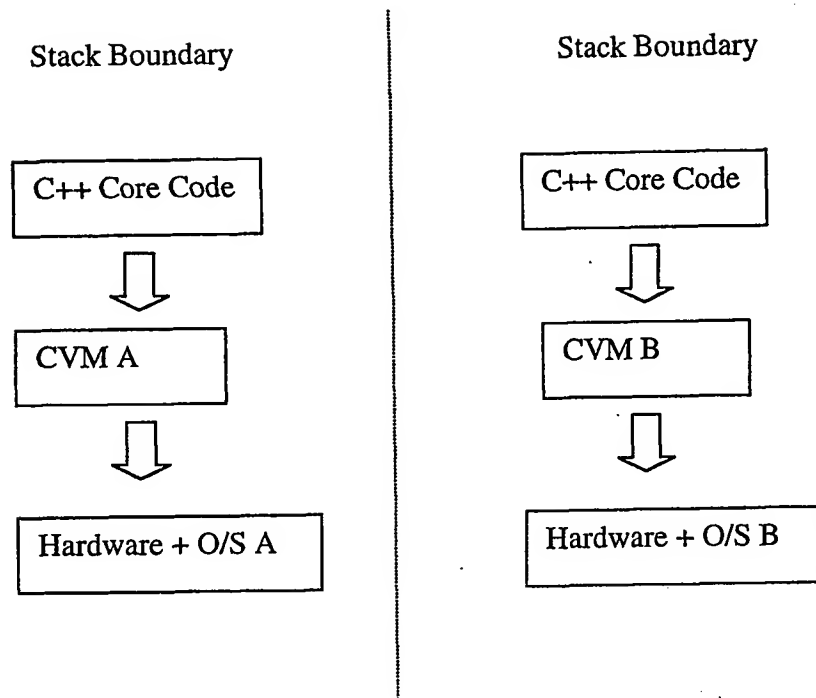 Stack Boundary
C++ Core Code
CVM A
Hardware + O/S A
Stack Boundary
C++ Core Code
CVM B
Hardware + O/S B